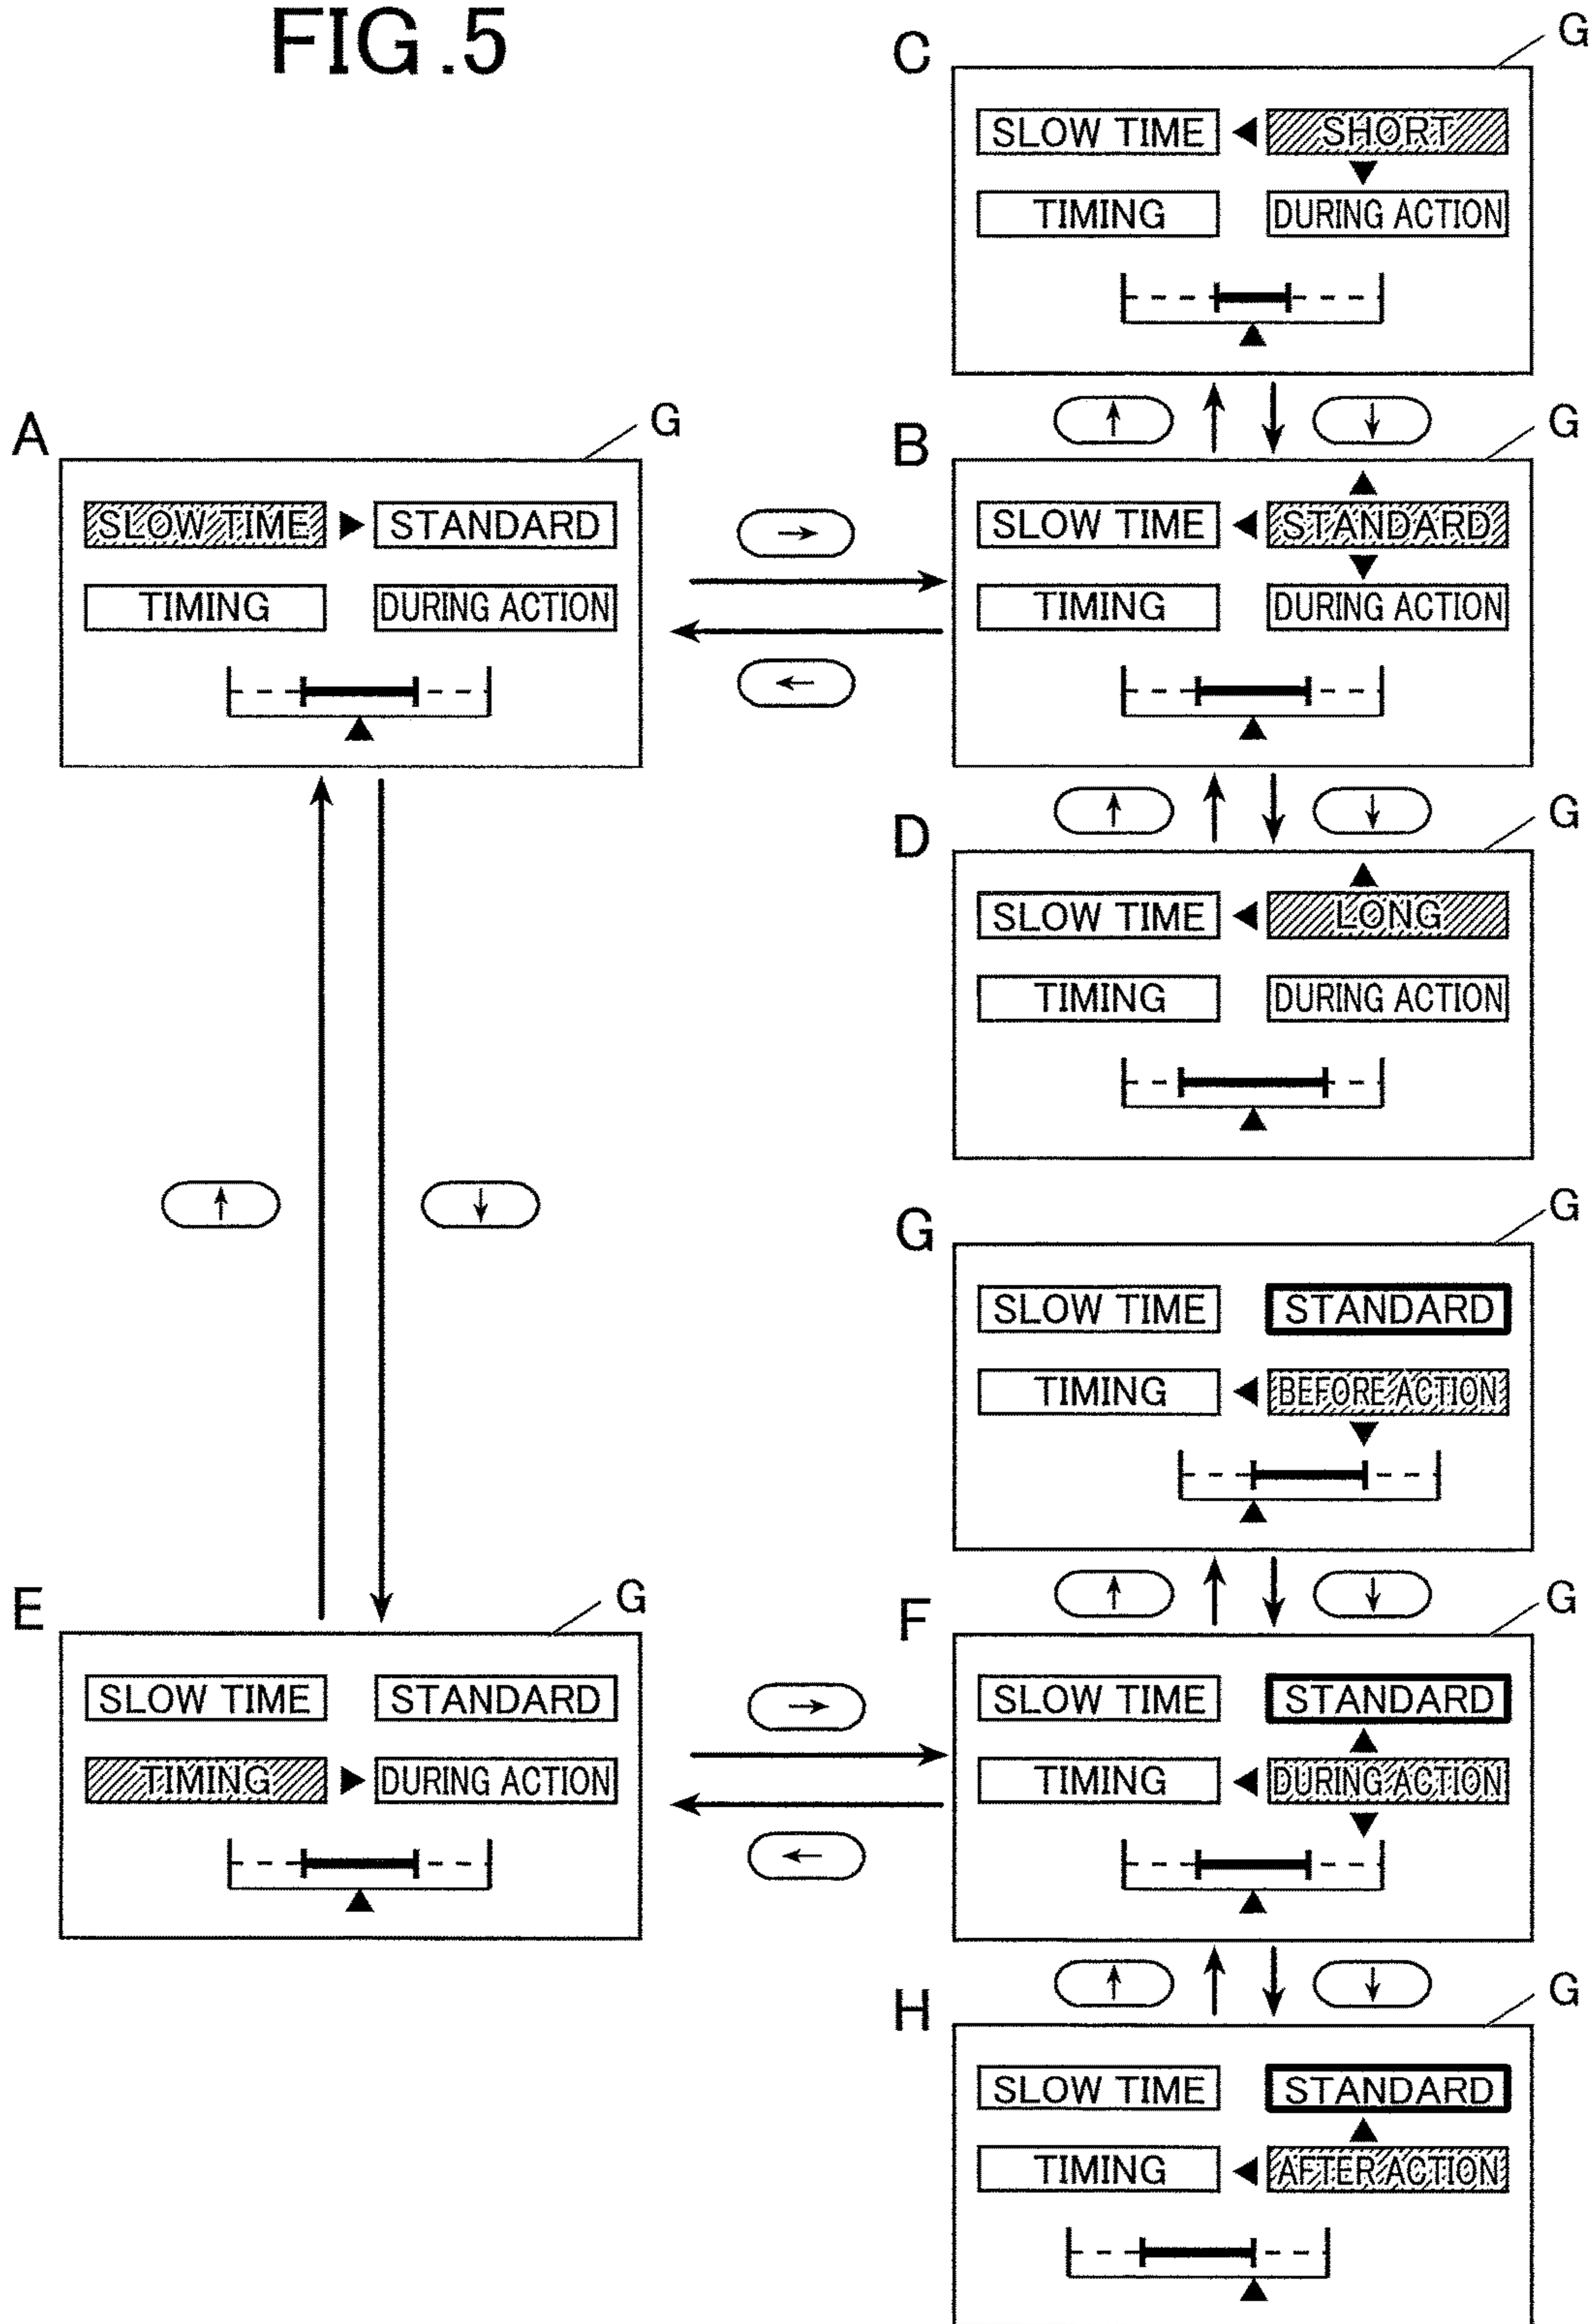 FIG.5
C
G
SLOW TIME ◀ SHORT
▼
TIMING DURING ACTION
▲
↑ ↓
A
G
SLOW TIME ▶ STANDARD
TIMING DURING ACTION
▲
→
←
B
G
▲
SLOW TIME ◀ STANDARD
▼
TIMING DURING ACTION
▲
↑ ↓
D
G
▲
SLOW TIME ◀ LONG
TIMING DURING ACTION
▲
↑ ↓
G
G
SLOW TIME STANDARD
TIMING ◀ BEFORE ACTION
▼
▲
↑ ↓
E
G
SLOW TIME STANDARD
TIMING ▶ DURING ACTION
▲
→
←
F
G
SLOW TIME STANDARD
▲
TIMING ◀ DURING ACTION
▼
▲
↑ ↓
H
G
SLOW TIME STANDARD
▲
TIMING ◀ AFTER ACTION
▲